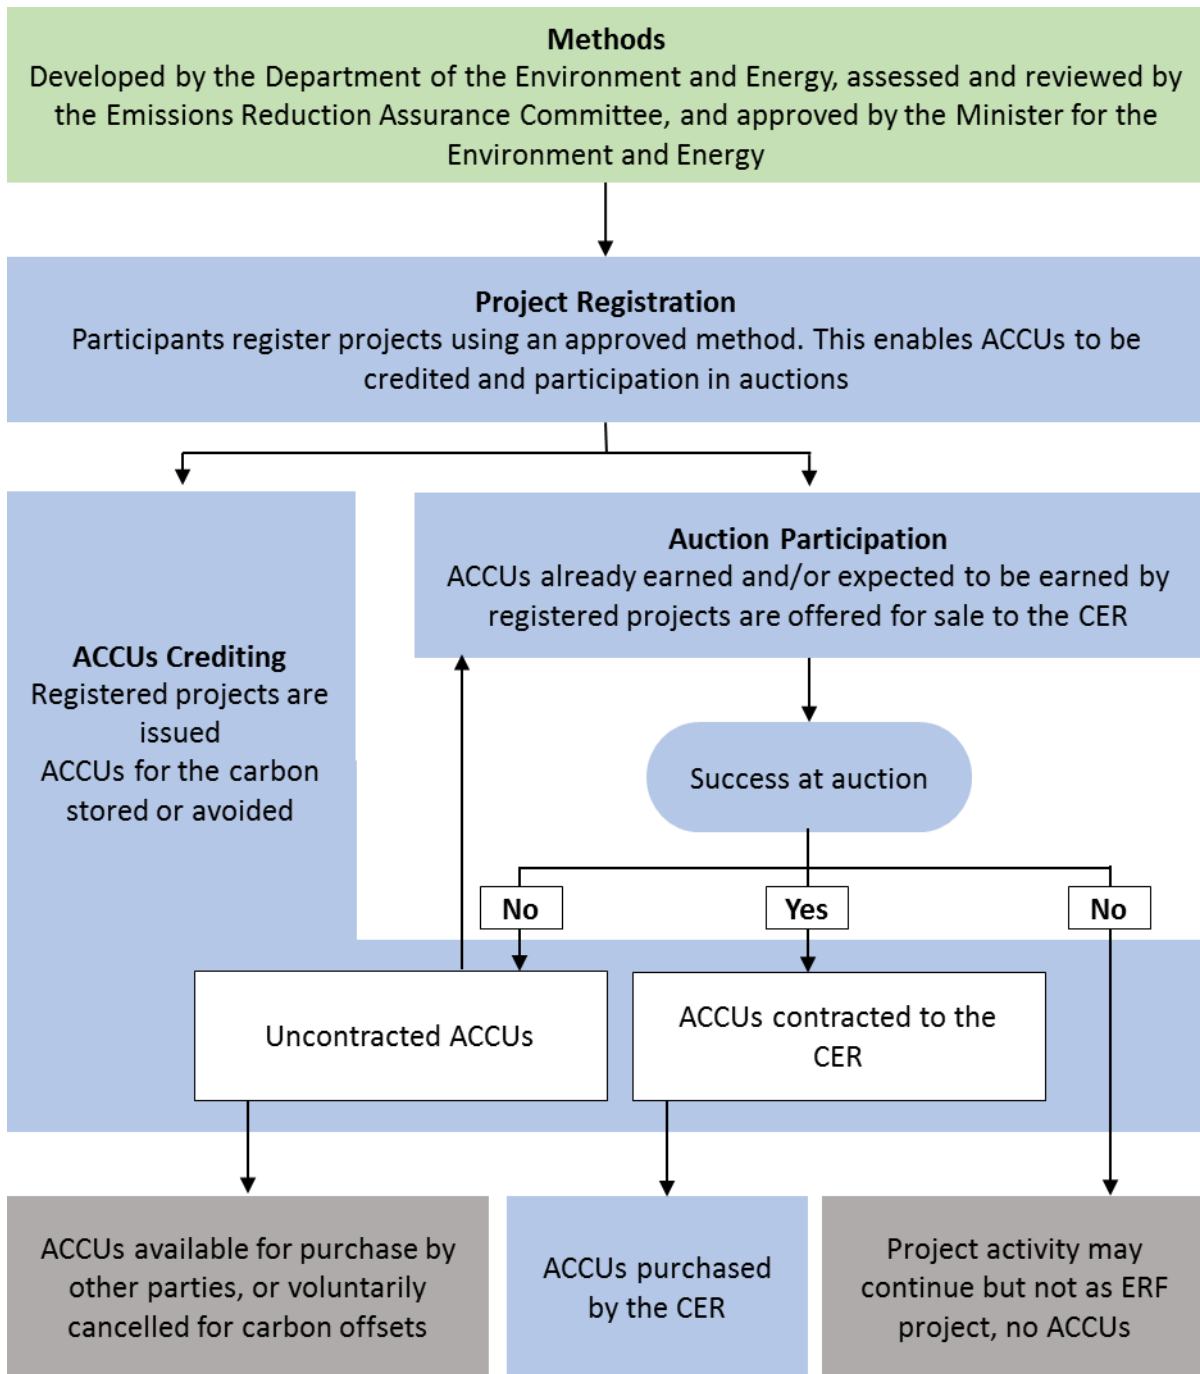 Methods
Developed by the Department of the Environment and Energy, assessed and reviewed by
the Emissions Reduction Assurance Committee, and approved by the Minister for the
Environment and Energy
Project Registration
Participants register projects using an approved method. This enables ACCUs to be
credited and participation in auctions
Auction Participation
ACCUs already earned and/or expected to be earned by
registered projects are offered for sale to the CER
ACCUs Crediting
Registered projects are
issued
ACCUs for the carbon
stored or avoided
Success at auction
No
Yes
No
Uncontracted ACCUs
ACCUs contracted to the
CER
ACCUs available for purchase by
other parties, or voluntarily
cancelled for carbon offsets
ACCUs purchased
by the CER
Project activity may
continue but not as ERF
project, no ACCUs